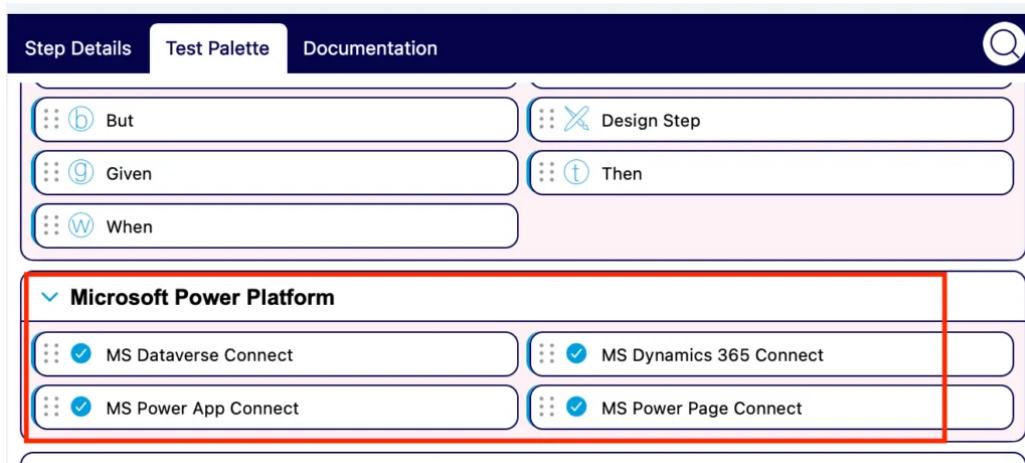 Step Details Test Palette Documentation
b But Design Step
g Given t Then
w When
Microsoft Power Platform
MS Dataverse Connect MS Dynamics 365 Connect
MS Power App Connect MS Power Page Connect